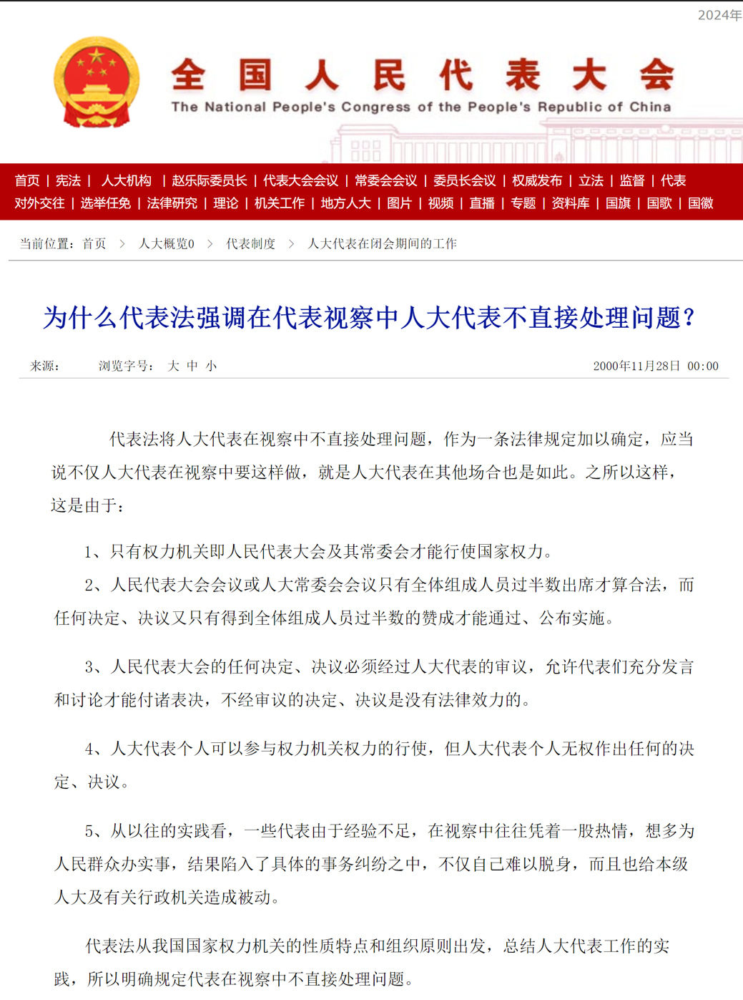 2024年
全国人民代表大会
The National People's Congress of the People's Republic of China
首页 | 宪法 | 人大机构 | 赵乐际委员长 | 代表大会会议 | 常委会会议 | 委员长会议 | 权威发布 | 立法 | 监督 | 代表
对外交往 | 选举任免 | 法律研究 | 理论 | 机关工作 | 地方人大 | 图片 | 视频 | 直播 | 专题 | 资料库 | 国旗 | 国歌 | 国徽
当前位置：首页 > 人大概览0 > 代表制度 > 人大代表在闭会期间的工作
为什么代表法强调在代表视察中人大代表不直接处理问题？
来源： 浏览字号： 大 中 小 2000年11月28日 00:00
代表法将人大代表在视察中不直接处理问题，作为一条法律规定加以确定，应当
说不仅人大代表在视察中要这样做，就是人大代表在其他场合也是如此。之所以这样，
这是由于：
1、只有权力机关即人民代表大会及其常委会才能行使国家权力。
2、人民代表大会会议或人大常委会会议只有全体组成人员过半数出席才算合法，而
任何决定、决议又只有得到全体组成人员过半数的赞成才能通过、公布实施。
3、人民代表大会的任何决定、决议必须经过人大代表的审议，允许代表们充分发言
和讨论才能付诸表决，不经审议的决定、决议是没有法律效力的。
4、人大代表个人可以参与权力机关权力的行使，但人大代表个人无权作出任何的决
定、决议。
5、从以往的实践看，一些代表由于经验不足，在视察中往往凭着一股热情，想多为
人民群众办实事，结果陷入了具体的事务纠纷之中，不仅自己难以脱身，而且也给本级
人大及有关行政机关造成被动。
代表法从我国国家权力机关的性质特点和组织原则出发，总结人大代表工作的实
践，所以明确规定代表在视察中不直接处理问题。